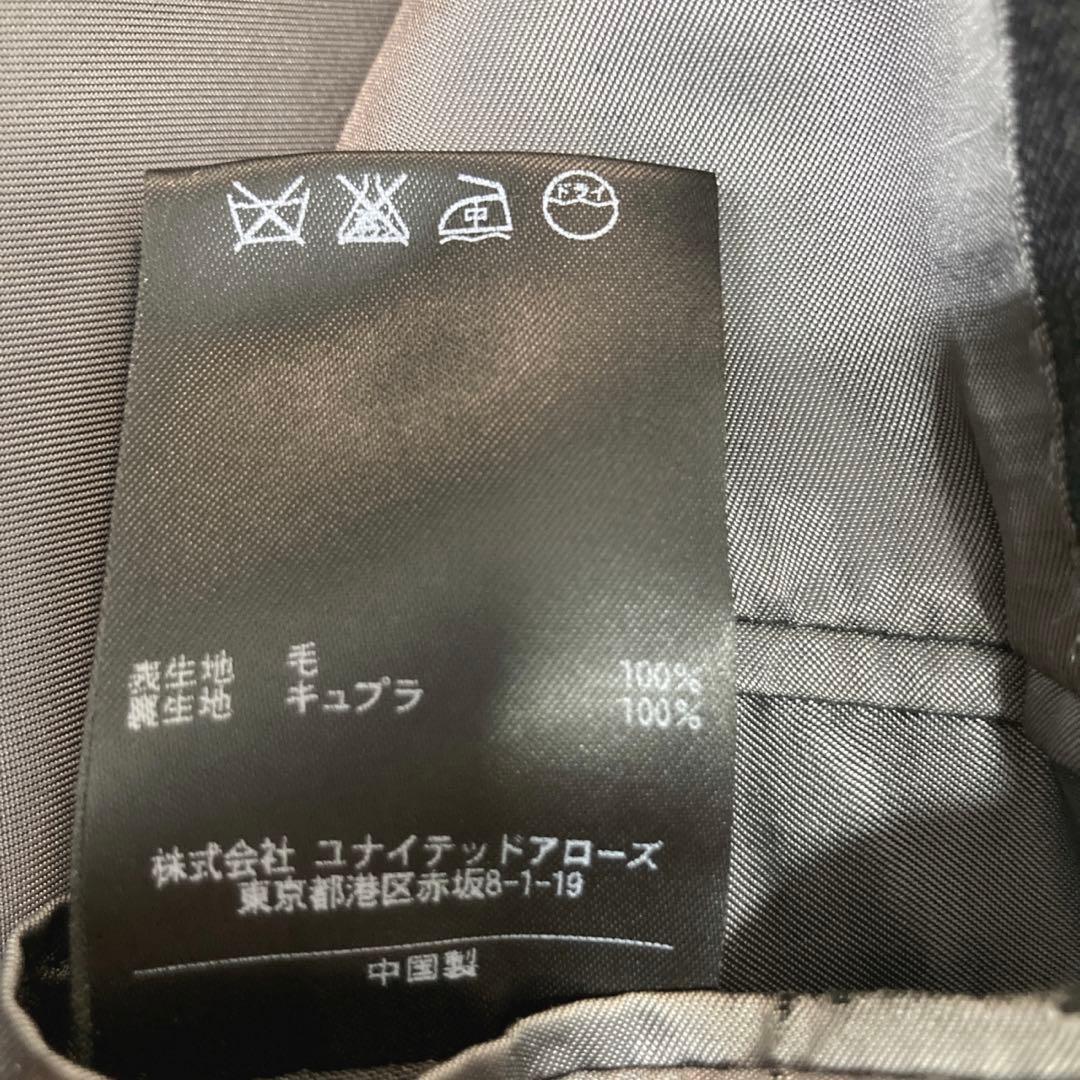 中 ドライ
表生地 毛 100%
裏生地 キュプラ 100%
株式会社 ユナイテッドアローズ
東京都港区赤坂8-1-19
中国製